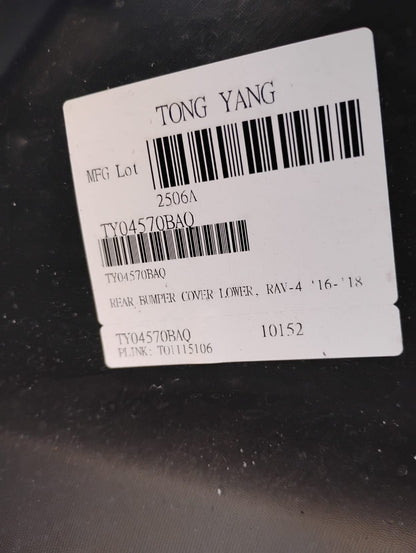 TONG YANG
MFG Lot
2506A
TY04570BAQ
TY04570BAQ
REAR BUMPER COVER LOWER, RAV-4 '16-'18
TY04570BAQ 10152
PLINK: TO1115106